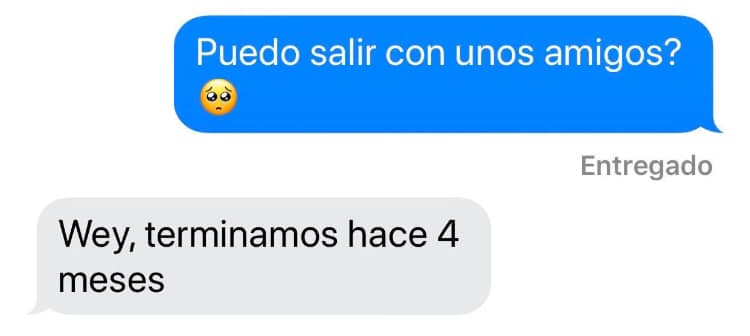 Puedo salir con unos amigos?
🥺
Entregado
Wey, terminamos hace 4
meses